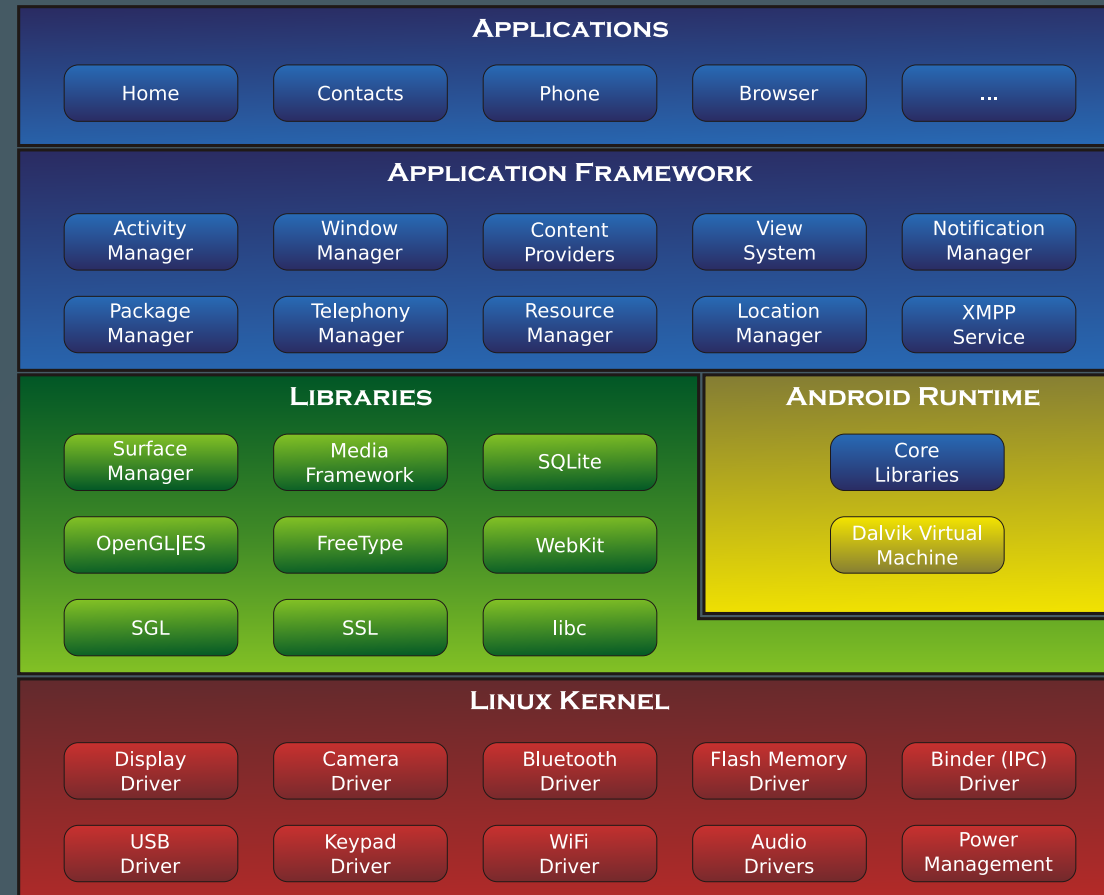 Applications
Home
Contacts
Phone
Browser
...
Application Framework
Activity
Manager
Window
Manager
Content
Providers
View
System
Notification
Manager
Package
Manager
Telephony
Manager
Resource
Manager
Location
Manager
XMPP
Service
Libraries
Surface
Manager
Media
Framework
SQLite
OpenGL|ES
FreeType
WebKit
SGL
SSL
libc
Android Runtime
Core
Libraries
Dalvik Virtual
Machine
Linux Kernel
Display
Driver
Camera
Driver
Bluetooth
Driver
Flash Memory
Driver
Binder (IPC)
Driver
USB
Driver
Keypad
Driver
WiFi
Driver
Audio
Drivers
Power
Management